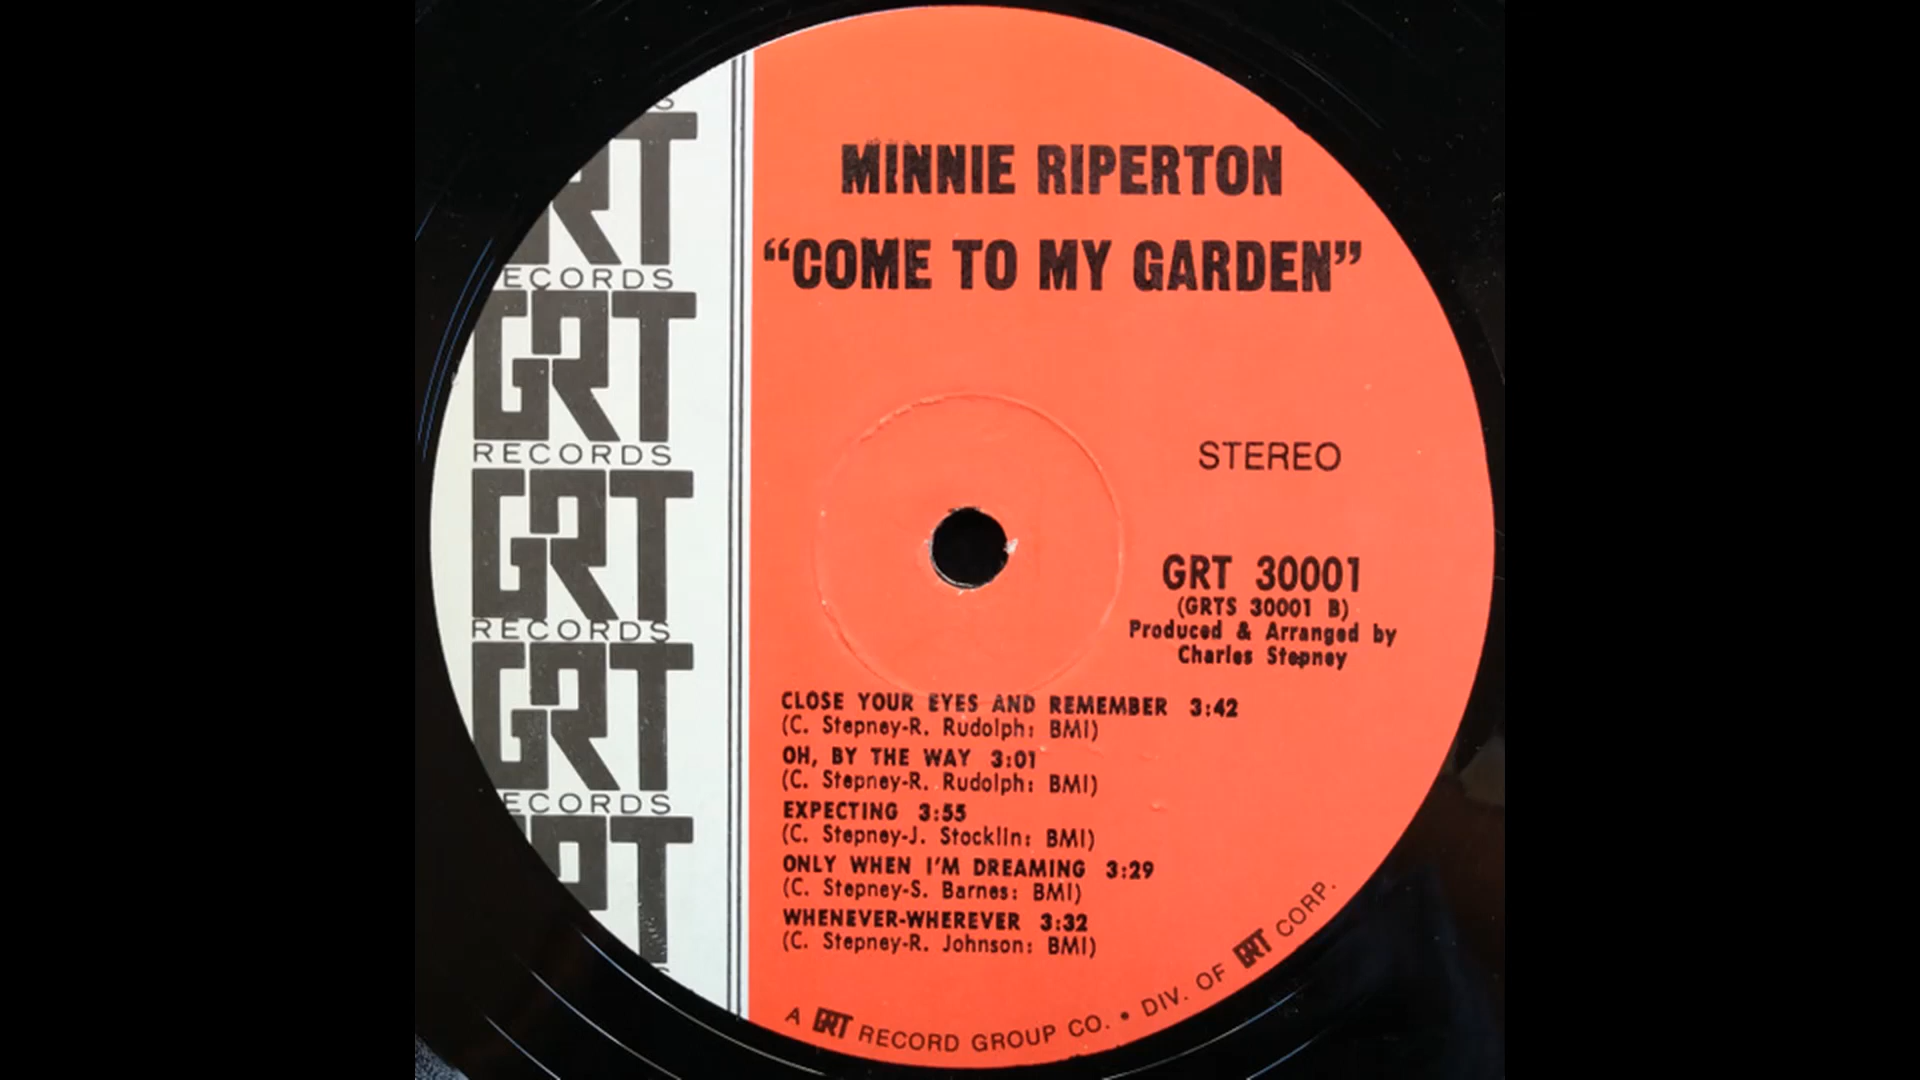 S
GRT
RECORDS
GRT
RECORDS
GRT
RECORDS
GRT
RECORDS
GRT
MINNIE RIPERTON
“COME TO MY GARDEN”
STEREO
GRT 30001
(GRTS 30001 B)
Produced & Arranged by
Charles Stepney
CLOSE YOUR EYES AND REMEMBER 3:42
(C. Stepney-R. Rudolph: BMI)
OH, BY THE WAY 3:01
(C. Stepney-R. Rudolph: BMI)
EXPECTING 3:55
(C. Stepney-J. Stocklin: BMI)
ONLY WHEN I'M DREAMING 3:29
(C. Stepney-S. Barnes: BMI)
WHENEVER-WHEREVER 3:32
(C. Stepney-R. Johnson: BMI)
A GRT RECORD GROUP CO. • DIV. OF GRT CORP.